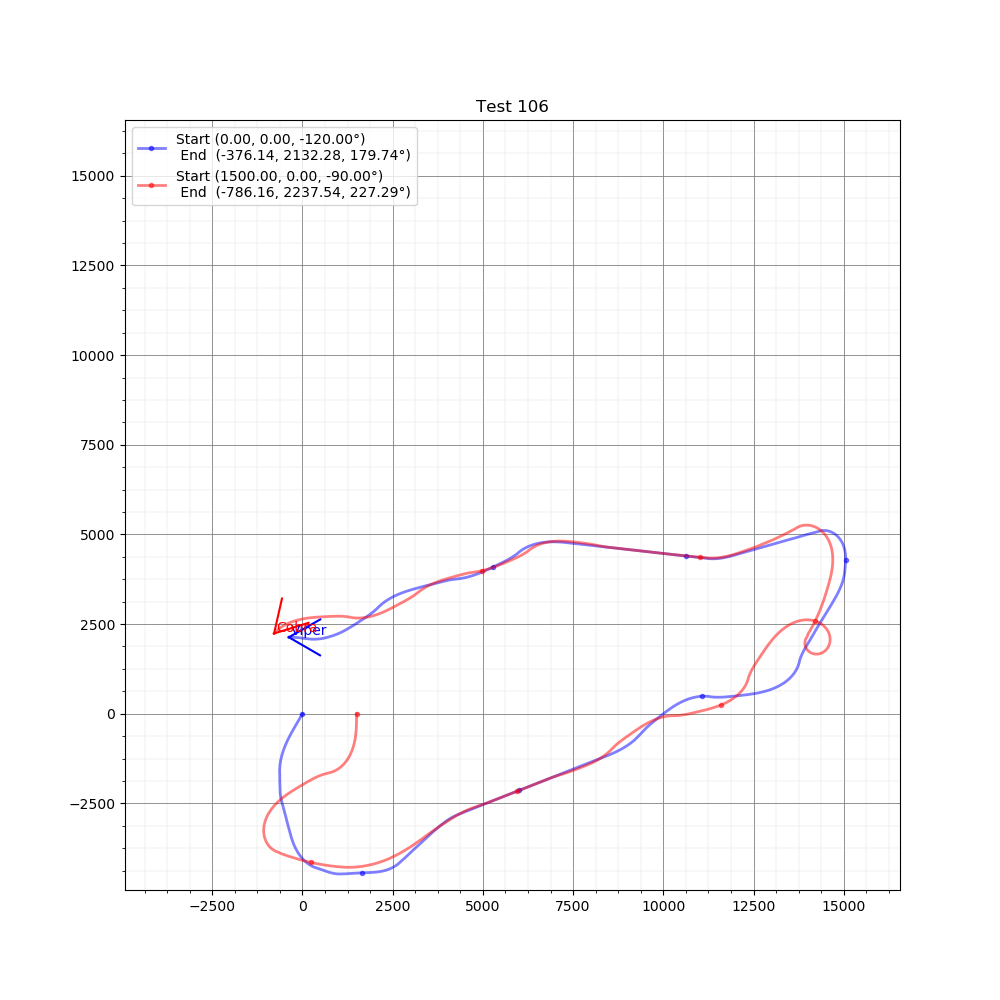 Test 106
Start (0.00, 0.00, -120.00°)
End (-376.14, 2132.28, 179.74°)
Start (1500.00, 0.00, -90.00°)
End (-786.16, 2237.54, 227.29°)
15000
12500
10000
7500
5000
2500
0
−2500
Viper
−2500
0
2500
5000
7500
10000
12500
15000